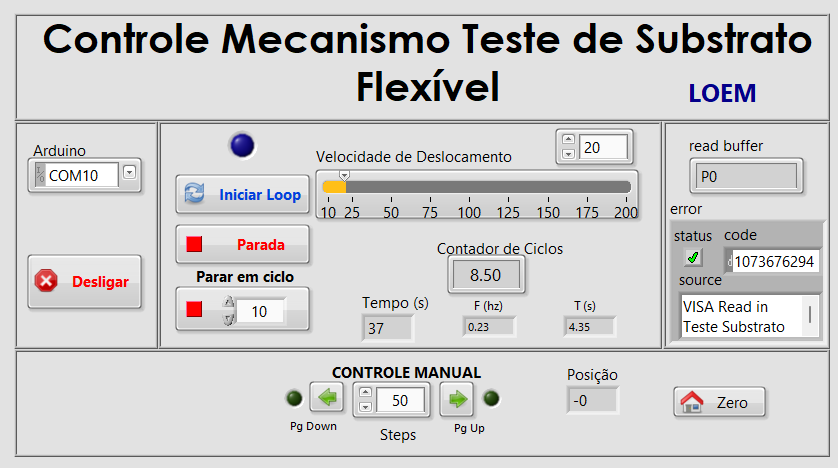 Controle Mecanismo Teste de Substrato
Flexível
LOEM
Arduino
COM10
Desligar
Iniciar Loop
Parada
Parar em ciclo
10
Velocidade de Deslocamento
20
10 25 50 75 100 125 150 175 200
Contador de Ciclos
8.50
Tempo (s)
37
F (hz)
0.23
T (s)
4.35
read buffer
P0
error
status
code
d1073676294
source
VISA Read in
Teste Substrato
CONTROLE MANUAL
Pg Down
50
Steps
Pg Up
Posição
-0
Zero